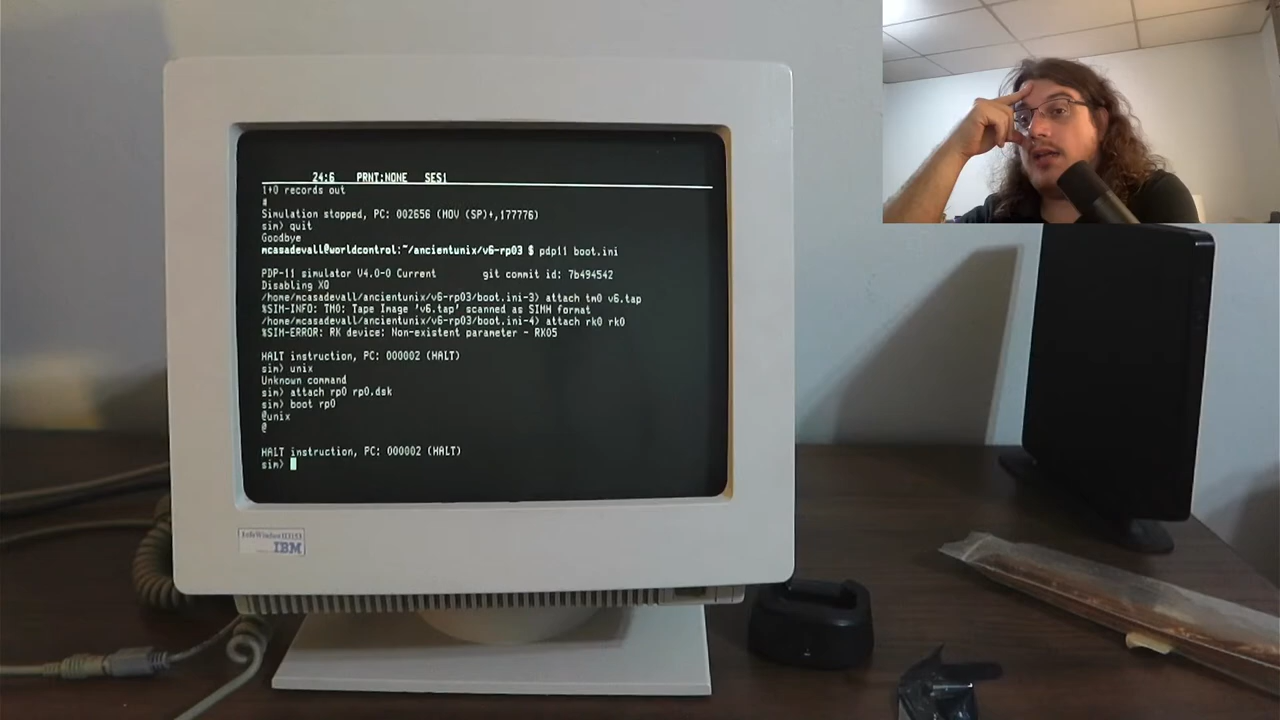 24:6 PRNT:NONE SES1
1+0 records out
#
Simulation stopped, PC: 002656 (MOV (SP)+,177776)
sim> quit
Goodbye
mcasadevall@worldcontrol:~/ancientunix/v6-rp03 $ pdp11 boot.ini
PDP-11 simulator V4.0-0 Current git commit id: 7b494542
Disabling XQ
/home/mcasadevall/ancientunix/v6-rp03/boot.ini-3> attach tm0 v6.tap
%SIM-INFO: TM0: Tape Image 'v6.tap' scanned as SIMH format
/home/mcasadevall/ancientunix/v6-rp03/boot.ini-4> attach rk0 rk0
%SIM-ERROR: RK device: Non-existent parameter - RK05
HALT instruction, PC: 000002 (HALT)
sim> unix
Unknown command
sim> attach rp0 rp0.dsk
sim> boot rp0
@unix
@
HALT instruction, PC: 000002 (HALT)
sim>
IBM